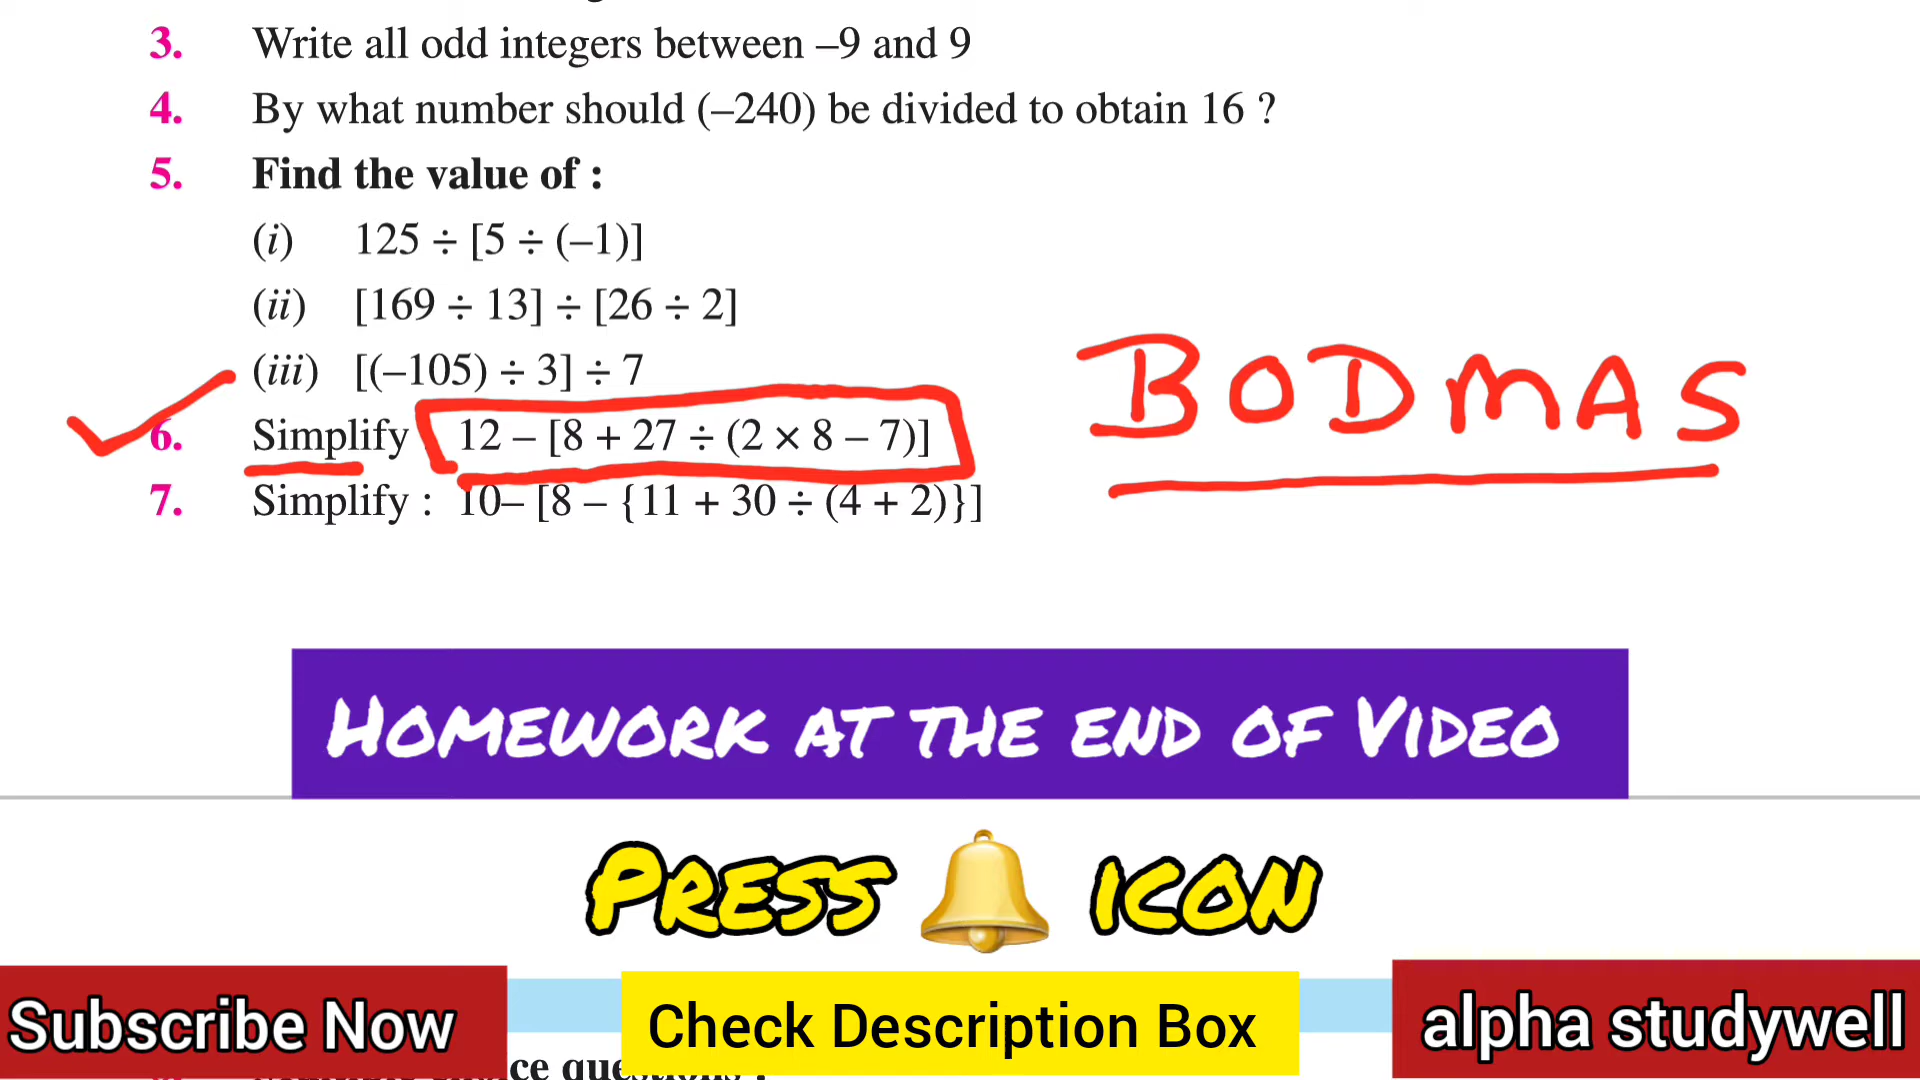 3. Write all odd integers between –9 and 9
4. By what number should (–240) be divided to obtain 16 ?
5. Find the value of :
(i) 125 ÷ [5 ÷ (–1)]
(ii) [169 ÷ 13] ÷ [26 ÷ 2]
(iii) [(–105) ÷ 3] ÷ 7
BODMAS
6. Simplify 12 – [8 + 27 ÷ (2 × 8 – 7)]
7. Simplify : 10– [8 – {11 + 30 ÷ (4 + 2)}]
HOMEWORK AT THE END OF VIDEO
PRESS 🔔 ICON
Subscribe Now
Check Description Box
alpha studywell